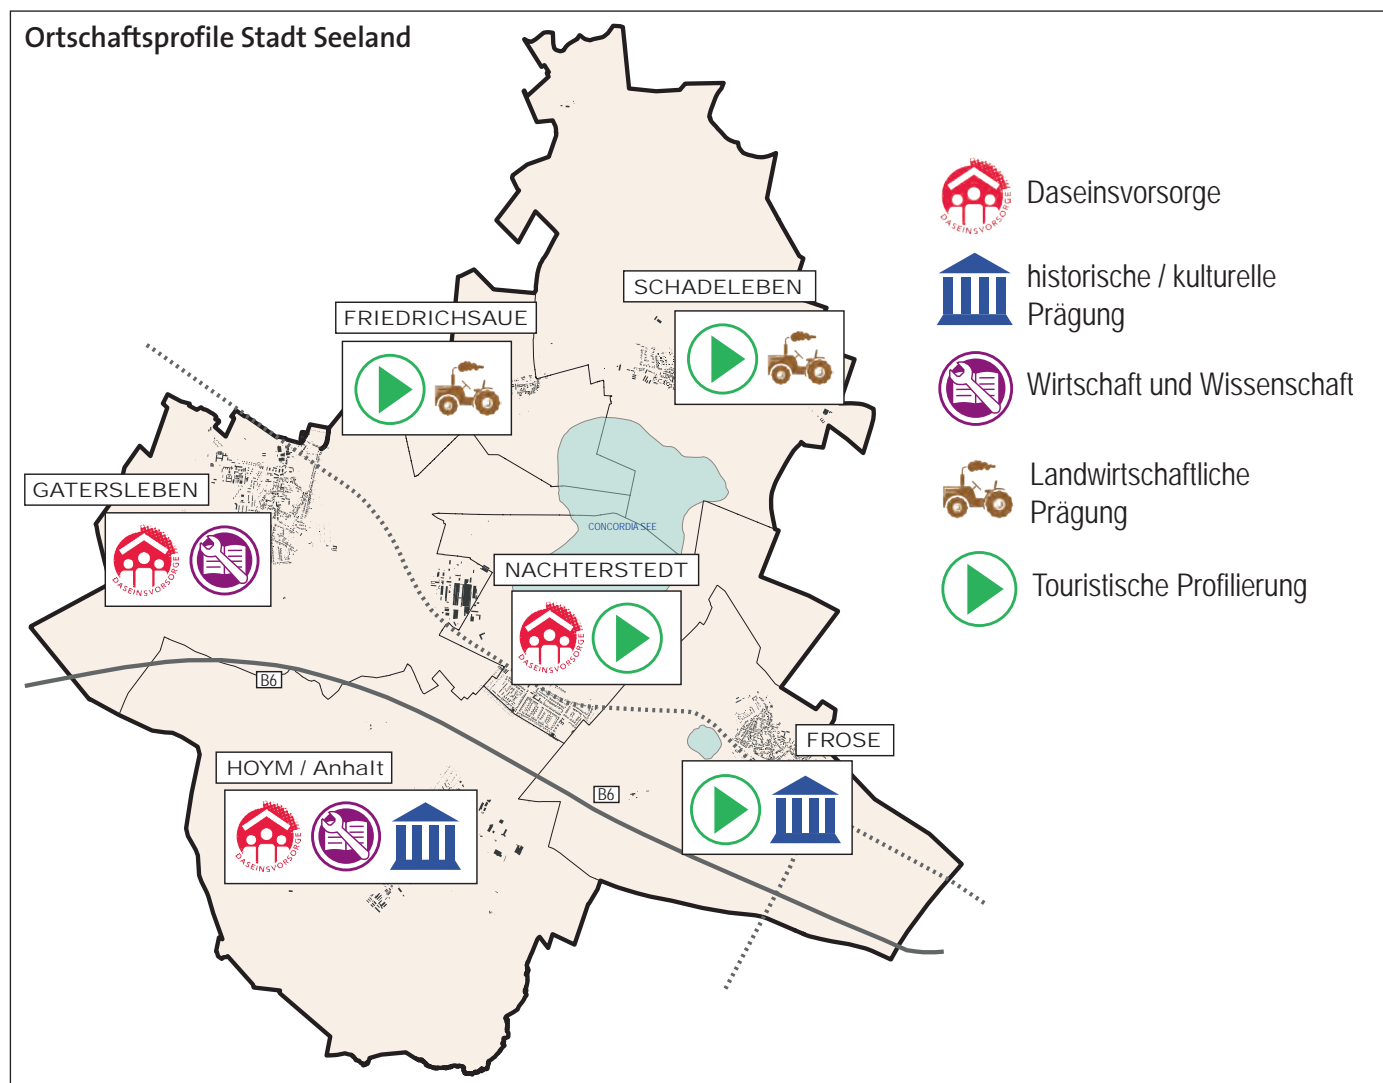 Ortschaftsprofile Stadt Seeland
SCHADELEBEN
FRIEDRICHSAUE
GATERSLEBEN
DASEINSVORSORGE
CONCORDIA SEE
NACHTERSTEDT
DASEINSVORSORGE
B6
FROSE
HOYM / Anhalt
DASEINSVORSORGE
B6
DASEINSVORSORGE
Daseinsvorsorge
historische / kulturelle
Prägung
Wirtschaft und Wissenschaft
Landwirtschaftliche
Prägung
Touristische Profilierung